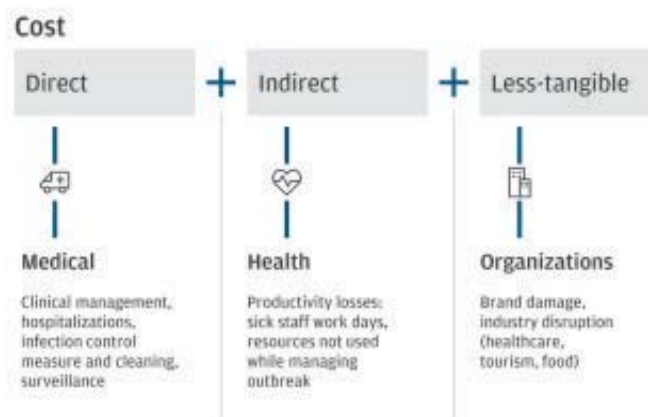 Cost
Direct + Indirect + Less-tangible
Medical
Clinical management,
hospitalizations,
infection control
measure and cleaning,
surveillance
Health
Productivity losses:
sick staff work days,
resources not used
while managing
outbreak
Organizations
Brand damage,
industry disruption
(healthcare,
tourism, food)